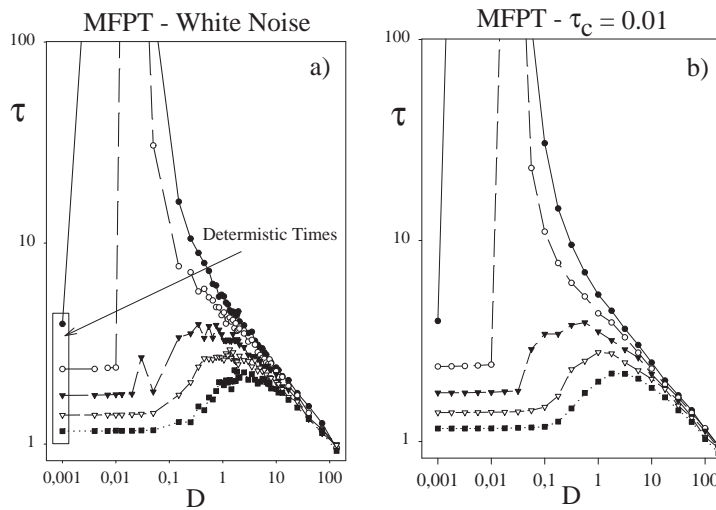 MFPT - White Noise
a)
τ
100
10
1
Determistic Times
0,001 0,01 0,1 1 10 100
D
MFPT - τc = 0.01
b)
τ
100
10
1
0,001 0,01 0,1 1 10 100
D